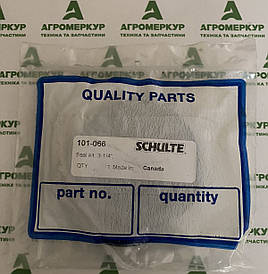 АГРОМЕРКУР
ТЕХНІКА ТА ЗАПЧАСТИНИ
QUALITY PARTS
101-066
SCHULTE
Seal kit 3-1/4"
QTY
1 Made in: Canada
part no.
quantity